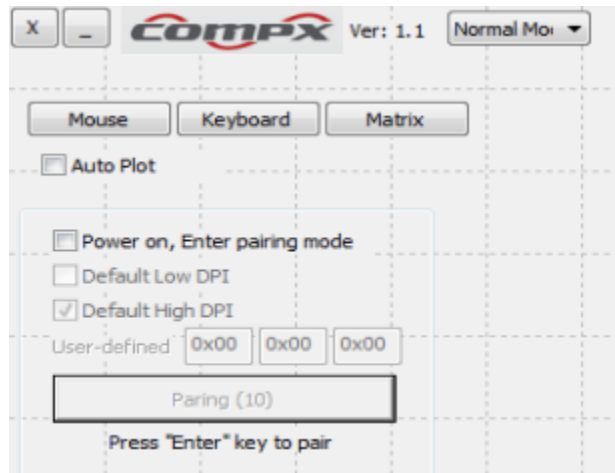 X _ compx Ver: 1.1 Normal Mo
Mouse Keyboard Matrix
Auto Plot
Power on, Enter pairing mode
Default Low DPI
Default High DPI
User-defined 0x00 0x00 0x00
Paring (10)
Press "Enter" key to pair